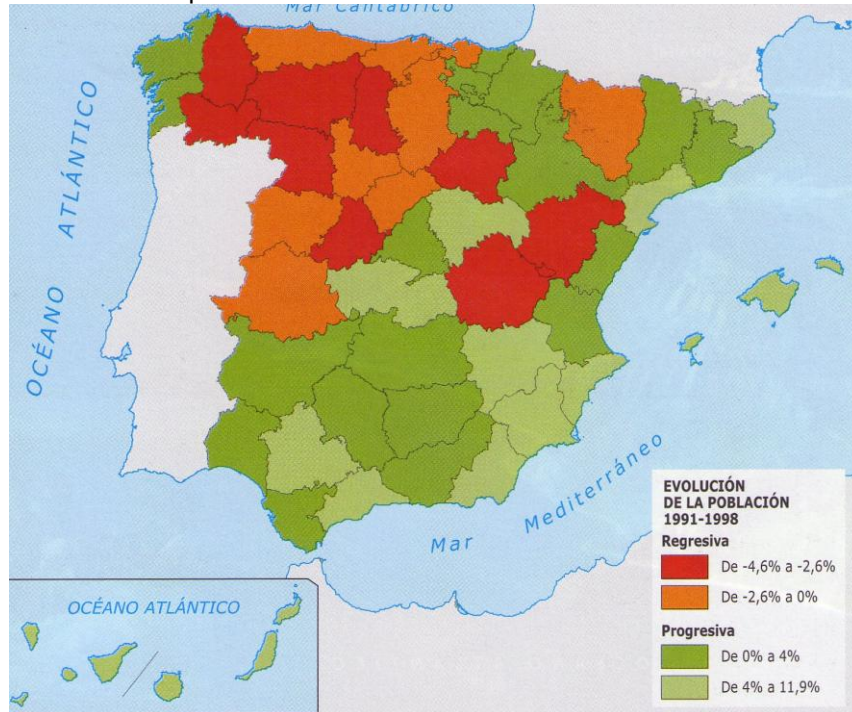 Mar Cantábrico
OCÉANO ATLÁNTICO
Mar Mediterráneo
OCÉANO ATLÁNTICO
EVOLUCIÓN
DE LA POBLACIÓN
1991-1998
Regresiva
De -4,6% a -2,6%
De -2,6% a 0%
Progresiva
De 0% a 4%
De 4% a 11,9%